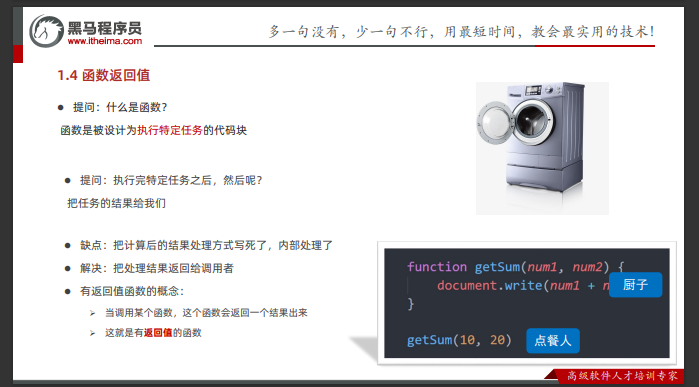 黑马程序员
www.itheima.com
多一句没有，少一句不行，用最短时间，教会最实用的技术！
1.4 函数返回值
● 提问：什么是函数？
函数是被设计为执行特定任务的代码块
● 提问：执行完特定任务之后，然后呢？
把任务的结果给我们
● 缺点：把计算后的结果处理方式写死了，内部处理了
● 解决：把处理结果返回给调用者
● 有返回值函数的概念：
➢ 当调用某个函数，这个函数会返回一个结果出来
➢ 这就是有返回值的函数
function getSum(num1, num2) {
document.write(num1 + n
厨子
}
getSum(10, 20)
点餐人
高级软件人才培训专家